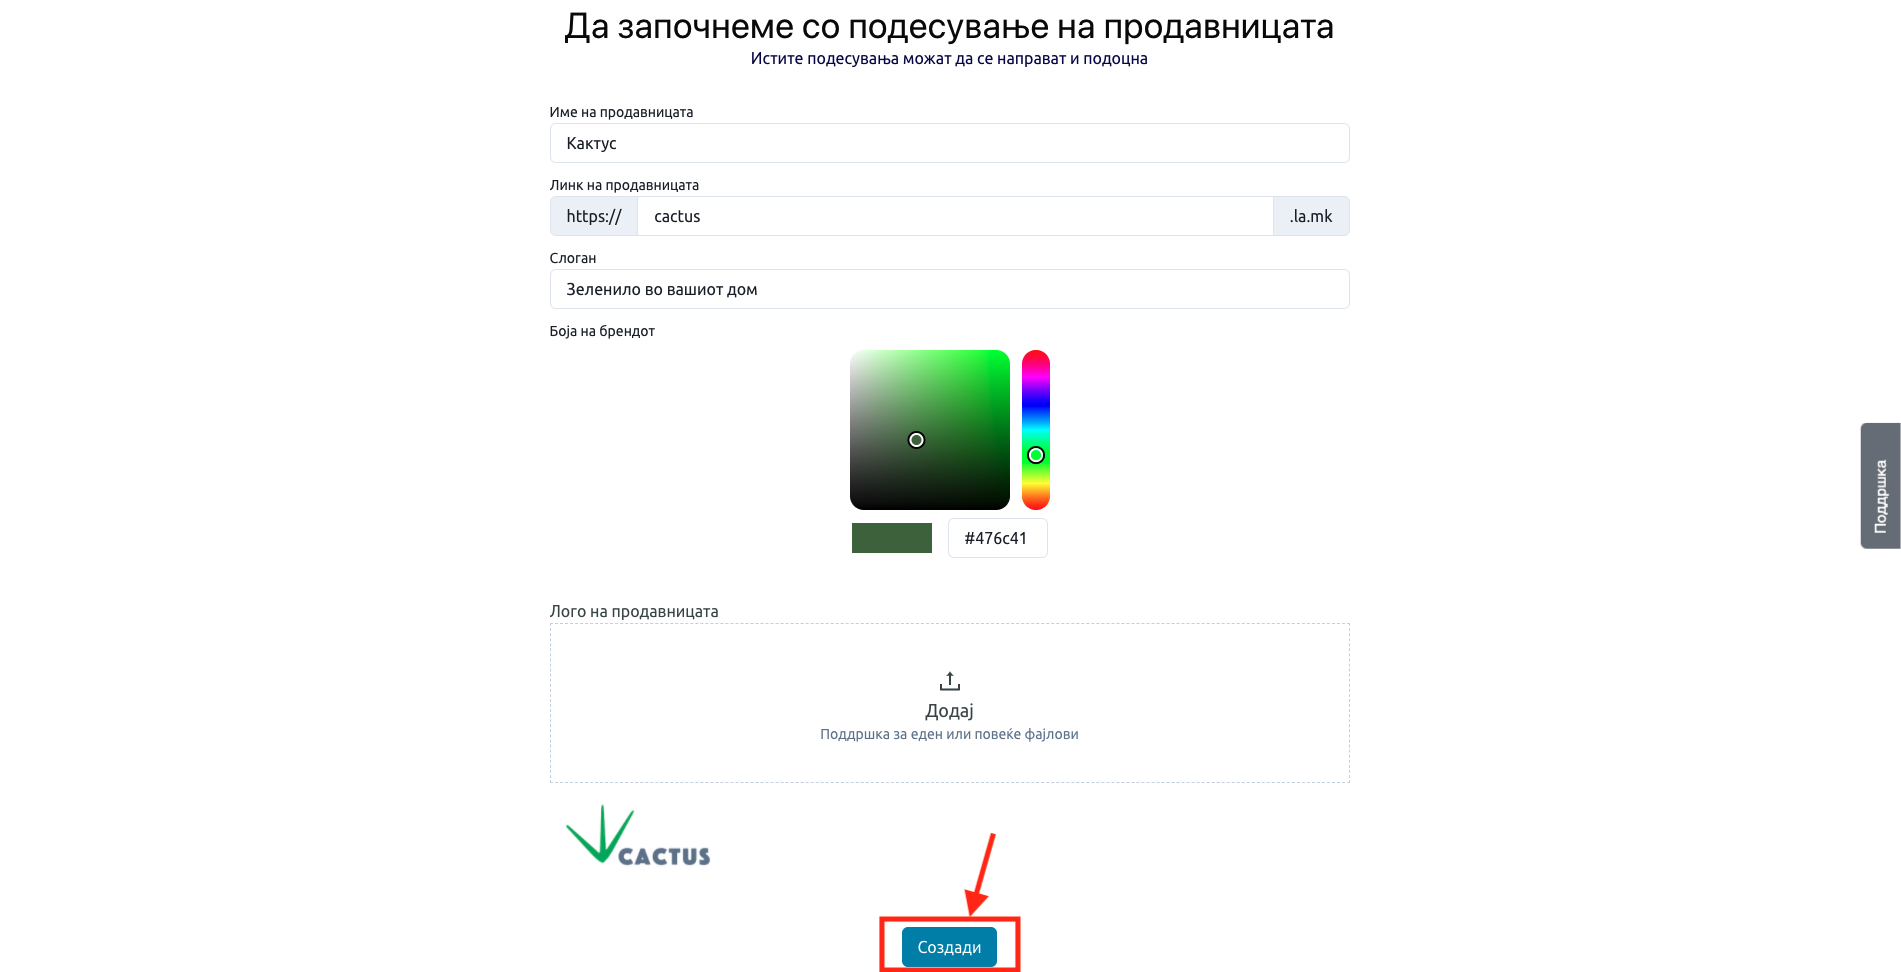 Да започнеме со подесување на продавницата
Истите подесувања можат да се направат и подоцна
Име на продавницата
Кактус
Линк на продавницата
https:// cactus .la.mk
Слоган
Зеленило во вашиот дом
Боја на брендот
#476c41
Лого на продавницата
Додај
Поддршка за еден или повеќе фајлови
CACTUS
Создади
Поддршка